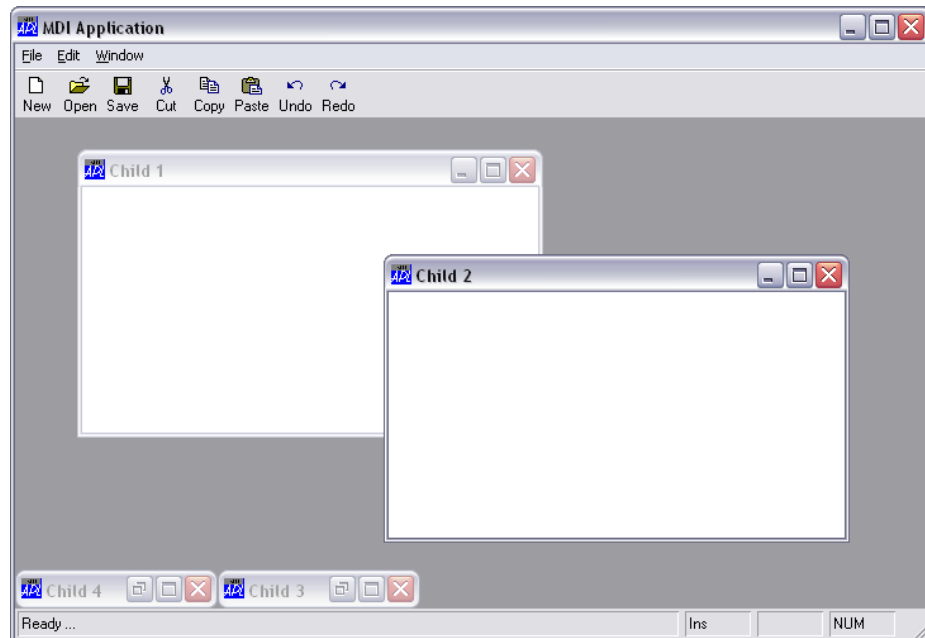 MDI Application
File Edit Window
New Open Save Cut Copy Paste Undo Redo
Child 1
Child 2
Child 4 Child 3
Ready ... Ins NUM